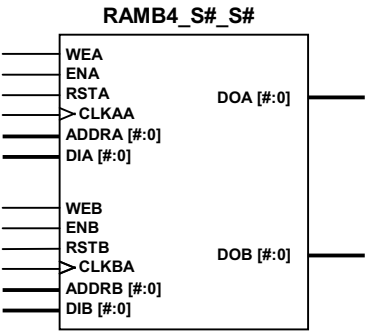 RAMB4_S#_S#
WEA
ENA
RSTA
CLKAA
ADDRA [#:0]
DIA [#:0]
DOA [#:0]
WEB
ENB
RSTB
CLKBA
ADDRB [#:0]
DIB [#:0]
DOB [#:0]